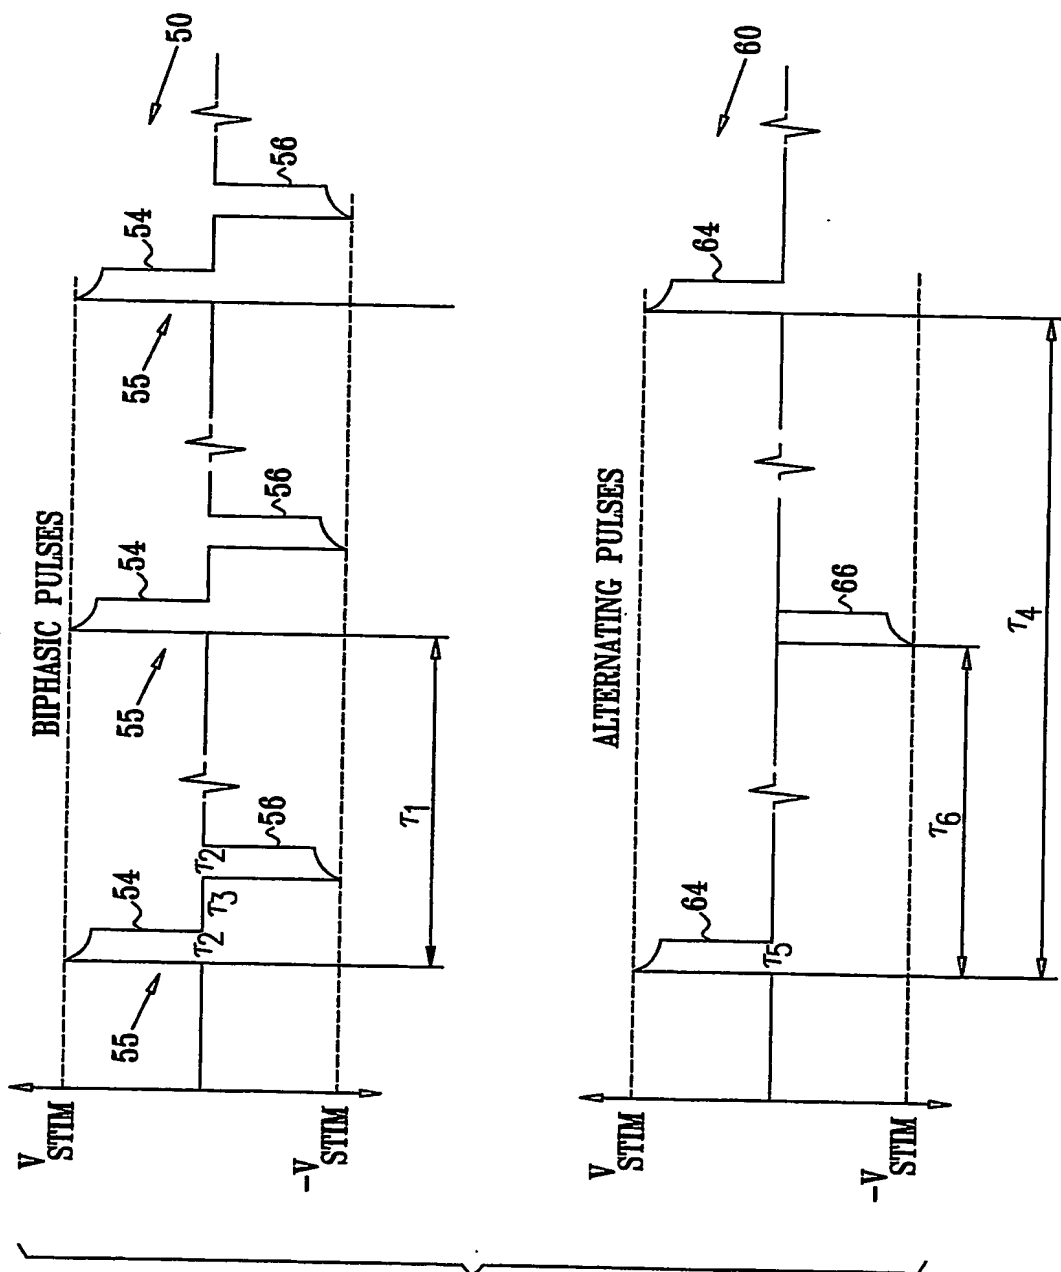 BIPHASIC PULSES
50
V STIM
-V STIM
55
54
τ2
τ3
τ2
56
τ1
55
54
56
55
54
56
ALTERNATING PULSES
60
V STIM
-V STIM
64
τ5
66
64
τ6
τ4